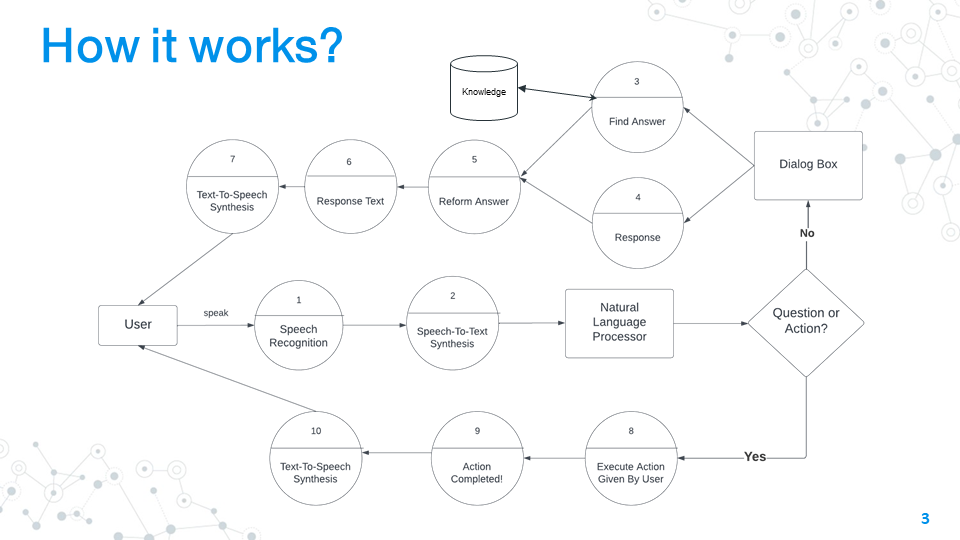 How it works?
Knowledge
3
Find Answer
Dialog Box
7
Text-To-Speech
Synthesis
6
Response Text
5
Reform Answer
4
Response
No
User
speak
1
Speech
Recognition
2
Speech-To-Text
Synthesis
Natural
Language
Processor
Question or
Action?
10
Text-To-Speech
Synthesis
9
Action
Completed!
8
Execute Action
Given By User
Yes
3